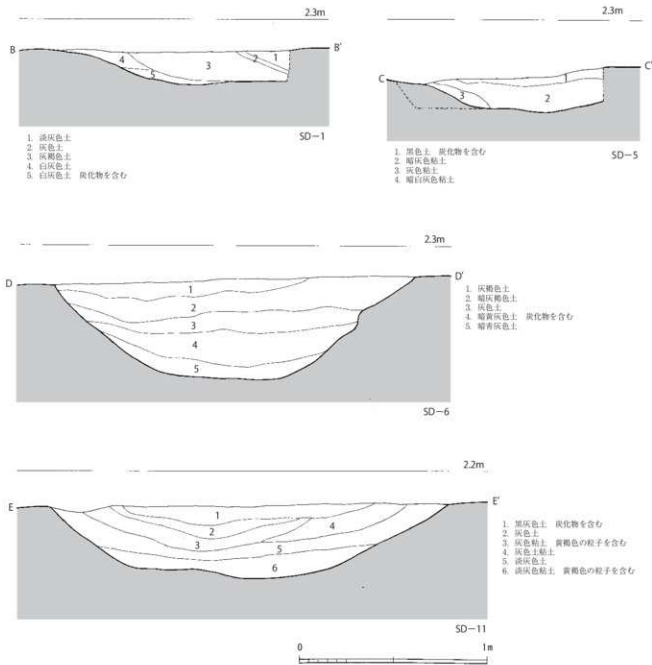 2.3m
B
B'
4
3
2
1
5
SD-1
1. 淡灰色土
2. 灰色土
3. 灰褐色土
4. 白灰色土
5. 白灰色土　炭化物を含む
2.3m
C
C'
1
3
2
SD-5
1. 黒色土　炭化物を含む
2. 暗灰色粘土
3. 灰色粘土
4. 暗白灰色粘土
2.3m
D
D'
1
2
3
4
5
SD-6
1. 灰褐色土
2. 暗灰褐色土
3. 灰色土
4. 暗黄灰色土　炭化物を含む
5. 暗青灰色土
2.2m
E
E'
1
2
4
3
5
6
SD-11
1. 黒灰色土　炭化物を含む
2. 灰色土
3. 灰色粘土　黄褐色の粒子を含む
4. 灰色土粘土
5. 淡灰色土
6. 淡灰色粘土　黄褐色の粒子を含む
0
1m